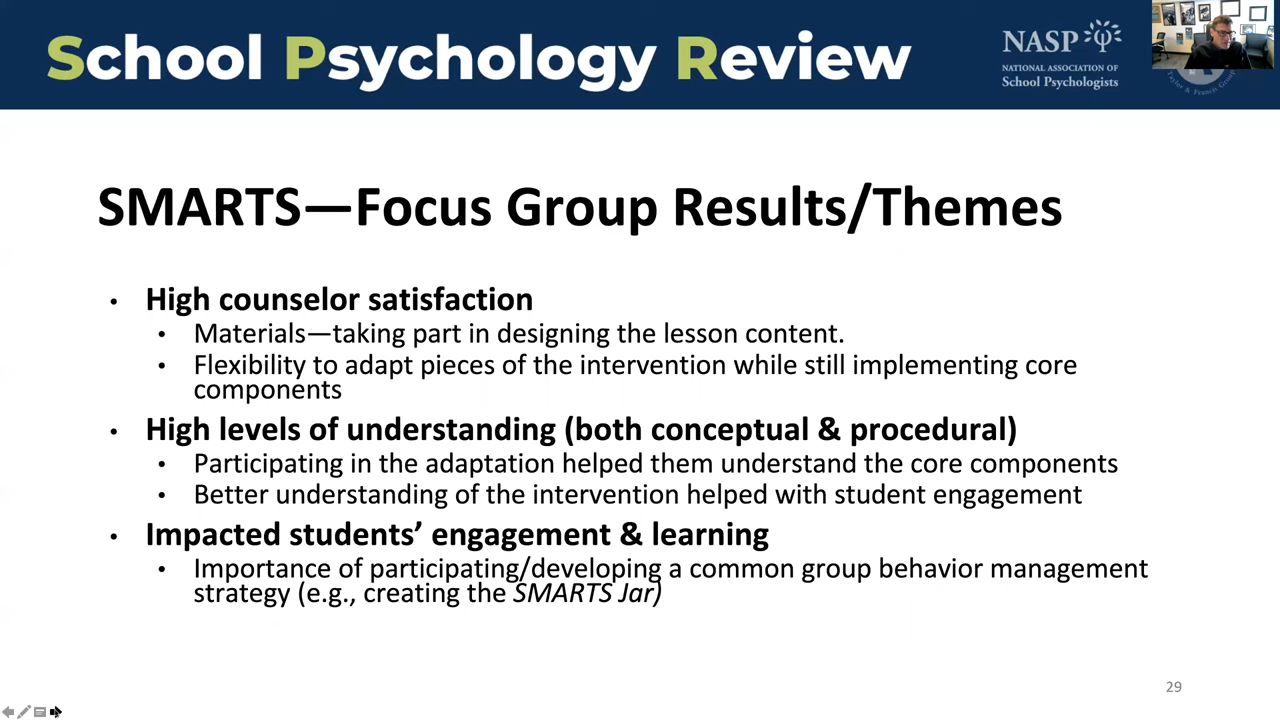 School Psychology Review
NASP
NATIONAL ASSOCIATION OF
School Psychologists
Taylor & Francis Group
SMARTS—Focus Group Results/Themes
• High counselor satisfaction
• Materials—taking part in designing the lesson content.
• Flexibility to adapt pieces of the intervention while still implementing core
components
• High levels of understanding (both conceptual & procedural)
• Participating in the adaptation helped them understand the core components
• Better understanding of the intervention helped with student engagement
• Impacted students’ engagement & learning
• Importance of participating/developing a common group behavior management
strategy (e.g., creating the SMARTS Jar)
29